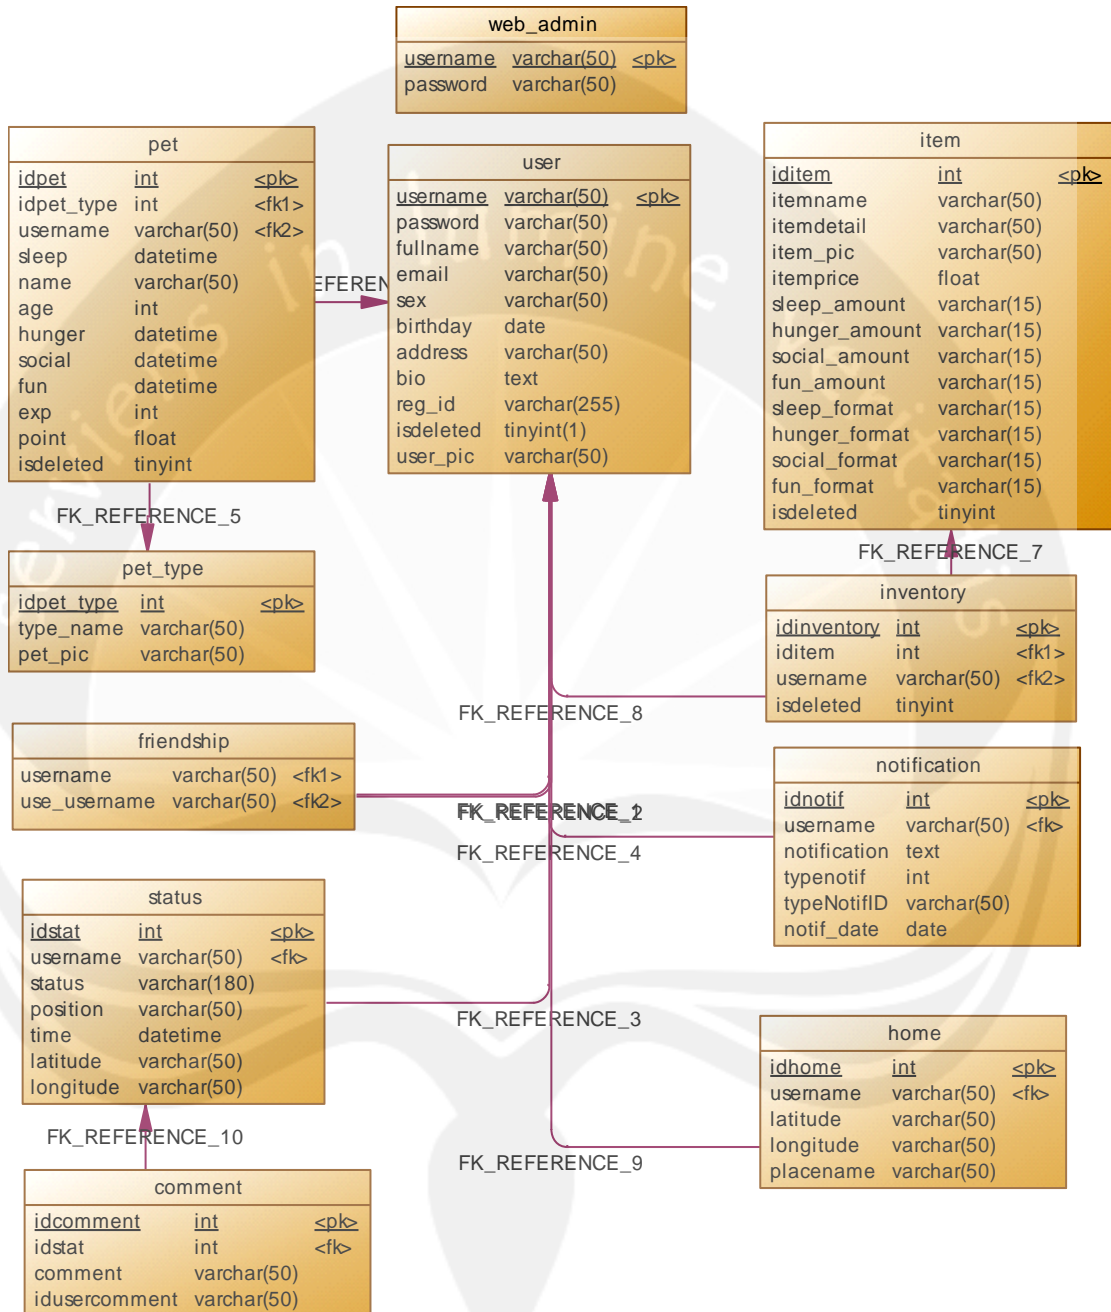 web_admin
username varchar(50) <pk>
password varchar(50)
pet
idpet int <pk>
idpet_type int <fk1>
username varchar(50) <fk2>
sleep datetime
name varchar(50)
age int
hunger datetime
social datetime
fun datetime
exp int
point float
isdeleted tinyint
EFEREN
user
username varchar(50) <pk>
password varchar(50)
fullname varchar(50)
email varchar(50)
sex varchar(50)
birthday date
address varchar(50)
bio text
reg_id varchar(255)
isdeleted tinyint(1)
user_pic varchar(50)
item
iditem int <pk>
itemname varchar(50)
itemdetail varchar(50)
item_pic varchar(50)
itemprice float
sleep_amount varchar(15)
hunger_amount varchar(15)
social_amount varchar(15)
fun_amount varchar(15)
sleep_format varchar(15)
hunger_format varchar(15)
social_format varchar(15)
fun_format varchar(15)
isdeleted tinyint
FK_REFERENCE_5
FK_REFERENCE_7
pet_type
idpet_type int <pk>
type_name varchar(50)
pet_pic varchar(50)
inventory
idinventory int <pk>
iditem int <fk1>
username varchar(50) <fk2>
isdeleted tinyint
FK_REFERENCE_8
friendship
username varchar(50) <fk1>
use_username varchar(50) <fk2>
FK_REFERENCE_1
FK_REFERENCE_2
FK_REFERENCE_4
notification
idnotif int <pk>
username varchar(50) <fk>
notification text
typenotif int
typeNotifID varchar(50)
notif_date date
status
idstat int <pk>
username varchar(50) <fk>
status varchar(180)
position varchar(50)
time datetime
latitude varchar(50)
longitude varchar(50)
FK_REFERENCE_3
home
idhome int <pk>
username varchar(50) <fk>
latitude varchar(50)
longitude varchar(50)
placename varchar(50)
FK_REFERENCE_10
FK_REFERENCE_9
comment
idcomment int <pk>
idstat int <fk>
comment varchar(50)
idusercomment varchar(50)
serviens in lumine veritatis